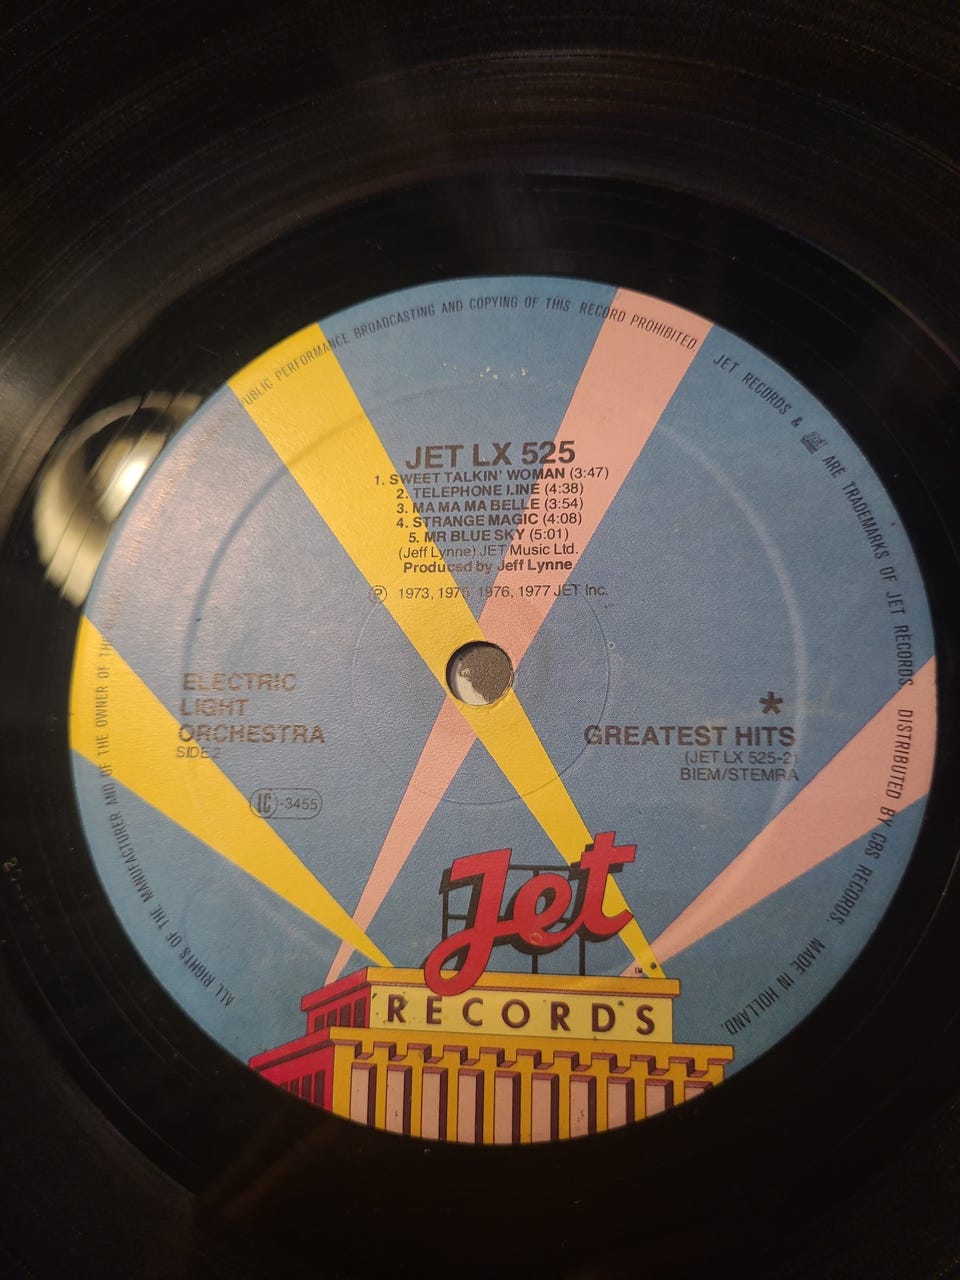 JET LX 525
1. SWEET TALKIN' WOMAN (3:47)
2. TELEPHONE LINE (4:38)
3. MA MA MA BELLE (3:54)
4. STRANGE MAGIC (4:08)
5. MR BLUE SKY (5:01)
(Jeff Lynne) JET Music Ltd.
Produced by Jeff Lynne
Ⓟ 1973, 1975, 1976, 1977 JET Inc.
ELECTRIC
LIGHT
ORCHESTRA
SIDE 2
IC-3455
*
GREATEST HITS
(JET LX 525-2)
BIEM/STEMRA
Jet
TM
RECORDS
ALL RIGHTS OF THE MANUFACTURER AND OF THE OWNER OF THE
UBLIC PERFORMANCE BROADCASTING AND COPYING OF THIS RECORD PROHIBITED.
JET RECORDS & ARE TRADEMARKS OF JET RECORDS. DISTRIBUTED BY CBS RECORDS. MADE IN HOLLAND.